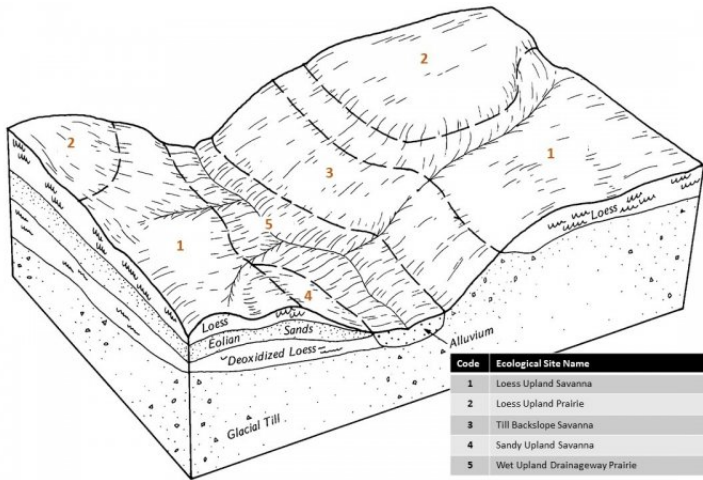 2
2
1
3
5
1
4
Loess
Loess
Eolian Sands
Deoxidized Loess
Alluvium
Glacial Till
Code Ecological Site Name
1 Loess Upland Savanna
2 Loess Upland Prairie
3 Till Backslope Savanna
4 Sandy Upland Savanna
5 Wet Upland Drainageway Prairie